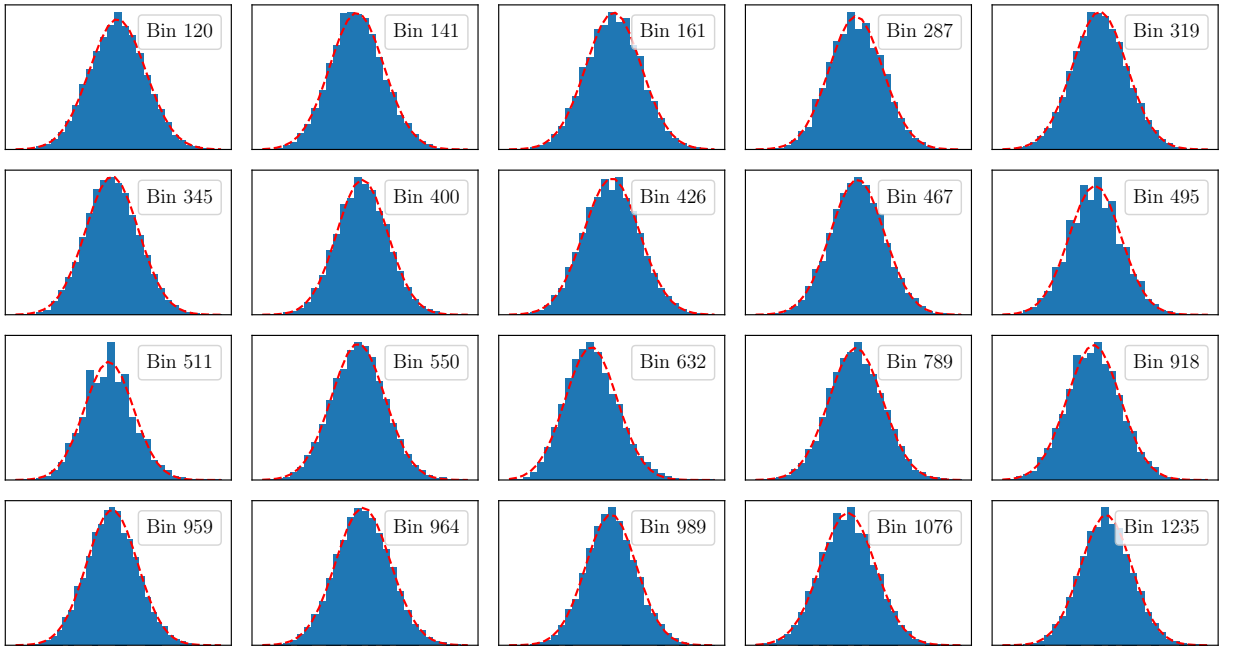 Bin 120
Bin 141
Bin 161
Bin 287
Bin 319
Bin 345
Bin 400
Bin 426
Bin 467
Bin 495
Bin 511
Bin 550
Bin 632
Bin 789
Bin 918
Bin 959
Bin 964
Bin 989
Bin 1076
Bin 1235